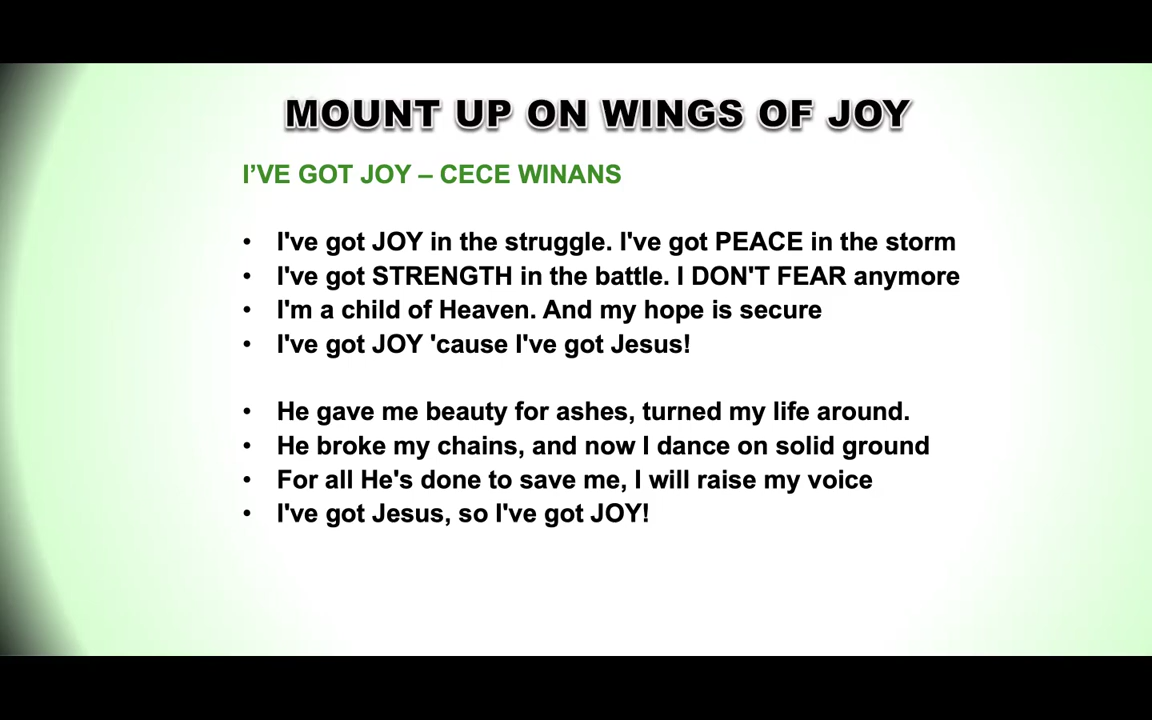 MOUNT UP ON WINGS OF JOY
I’VE GOT JOY – CECE WINANS
• I've got JOY in the struggle. I've got PEACE in the storm
• I've got STRENGTH in the battle. I DON'T FEAR anymore
• I'm a child of Heaven. And my hope is secure
• I've got JOY 'cause I've got Jesus!
• He gave me beauty for ashes, turned my life around.
• He broke my chains, and now I dance on solid ground
• For all He's done to save me, I will raise my voice
• I've got Jesus, so I've got JOY!